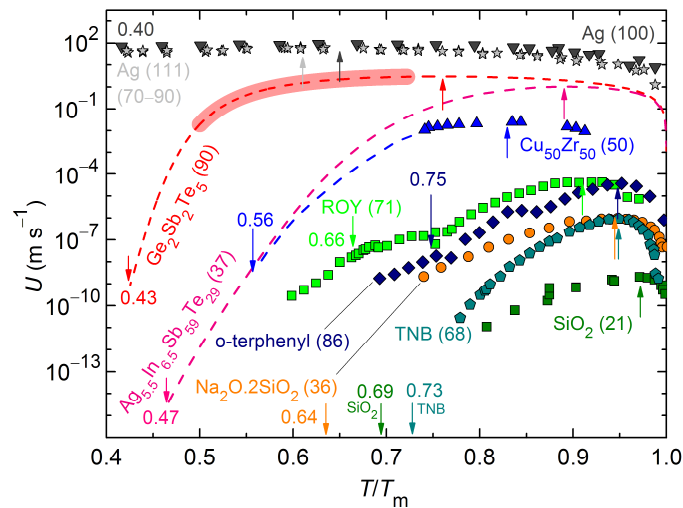 10²
10⁻¹
10⁻⁴
10⁻⁷
10⁻¹⁰
10⁻¹³
U (m s⁻¹)
0.40
Ag (111)
(70–90)
Ag (100)
Ge₂Sb₂Te₅ (90)
0.43
Ag₅.₅In₆.₅Sb₅₉Te₂₉ (37)
0.47
0.56
Cu₅₀Zr₅₀ (50)
0.75
ROY (71)
0.66
o-terphenyl (86)
TNB (68)
SiO₂ (21)
Na₂O.2SiO₂ (36)
0.64
0.69
SiO₂
0.73
TNB
0.4 0.5 0.6 0.7 0.8 0.9 1.0
T/Tₘ